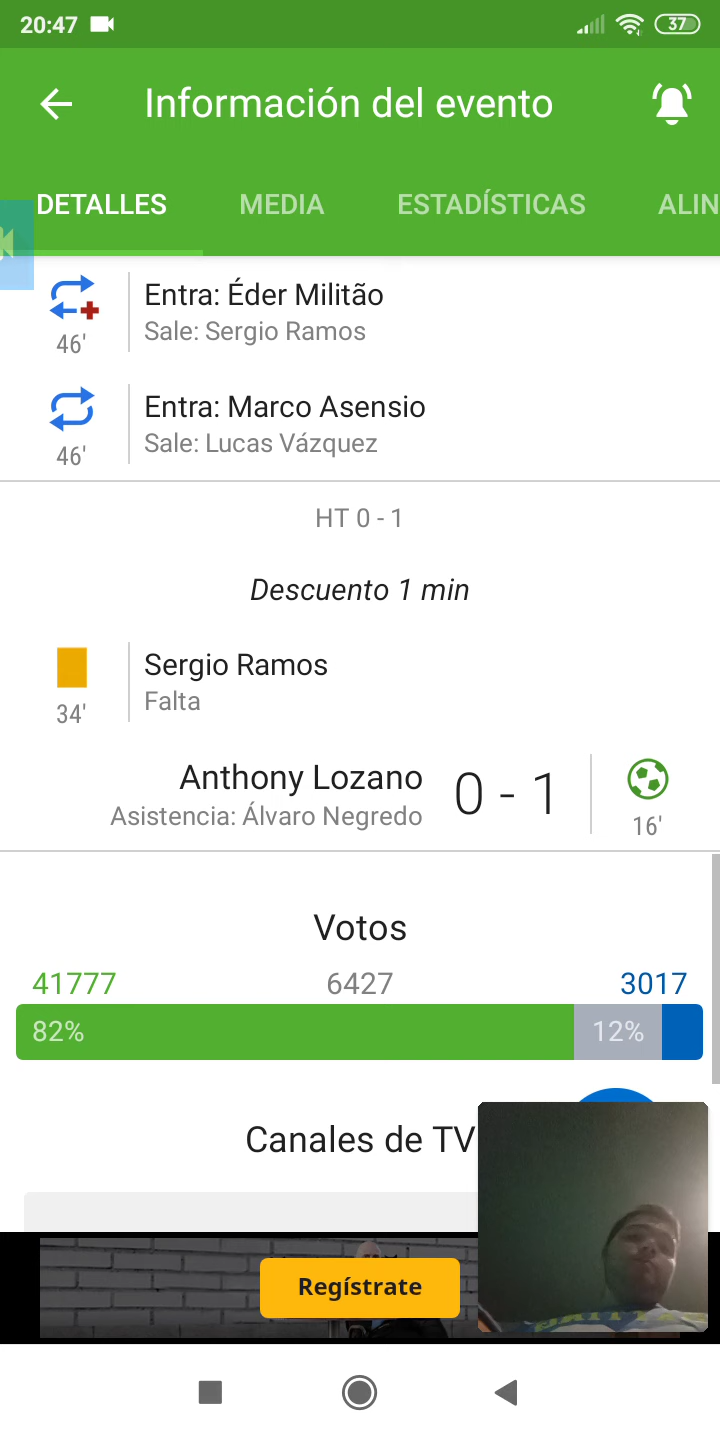 20:47
37
Información del evento
DETALLES
MEDIA
ESTADÍSTICAS
ALIN
Entra: Éder Militão
Sale: Sergio Ramos
46'
Entra: Marco Asensio
Sale: Lucas Vázquez
46'
HT 0 - 1
Descuento 1 min
Sergio Ramos
Falta
34'
Anthony Lozano
Asistencia: Álvaro Negredo
0 - 1
16'
Votos
41777
6427
3017
82%
12%
Canales de TV
Regístrate